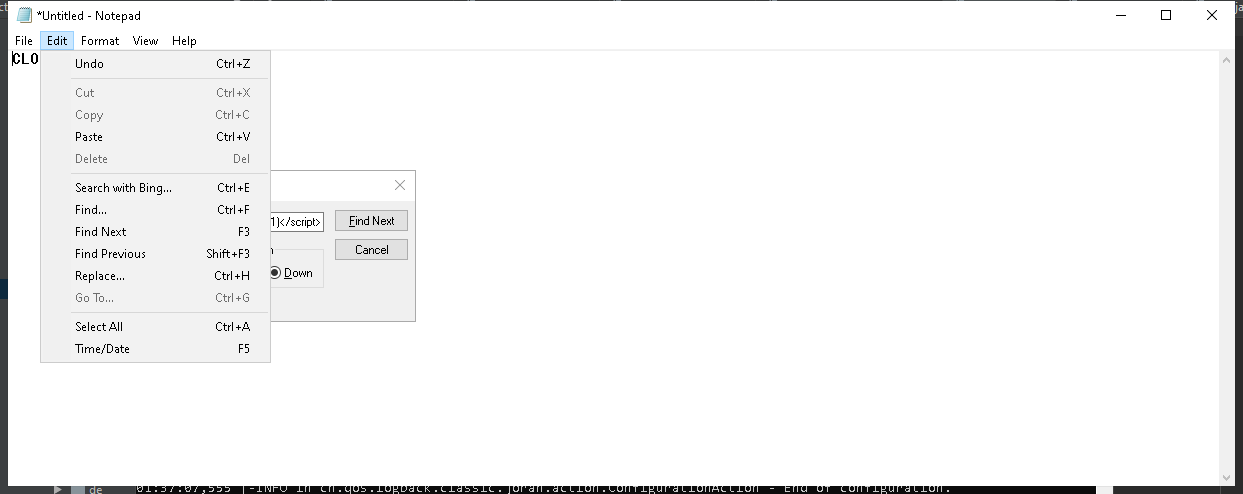 *Untitled - Notepad
File Edit Format View Help
CLO
Undo Ctrl+Z
Cut Ctrl+X
Copy Ctrl+C
Paste Ctrl+V
Delete Del
Search with Bing... Ctrl+E
Find... Ctrl+F
Find Next F3
Find Previous Shift+F3
Replace... Ctrl+H
Go To... Ctrl+G
Select All Ctrl+A
Time/Date F5
1)</script> Find Next
Cancel
Down
de 01:37:07,555 |-INFO in ch.qos.logback.classic.joran.action.ConfigurationAction - End of configuration.